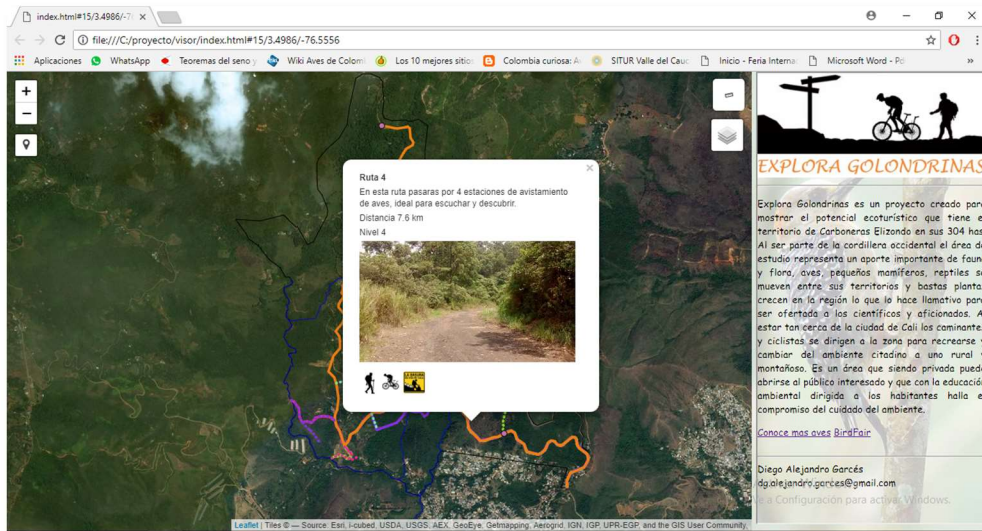 index.html#15/3.4986/-7
file:///C:/proyecto/visor/index.html#15/3.4986/-76.5556
Aplicaciones WhatsApp Teoremas del seno y Wiki Aves de Colom Los 10 mejores sitio Colombia curiosa: A SITUR Valle del Cauc Inicio - Feria Interna Microsoft Word - P »
+
−
Ruta 4
En esta ruta pasaras por 4 estaciones de avistamiento
de aves, ideal para escuchar y descubrir.
Distancia 7.6 km
Nivel 4
EXPLORA GOLONDRINAS
Explora Golondrinas es un proyecto creado para
mostrar el potencial ecoturístico que tiene e
territorio de Carboneras Elizondo en sus 304 has
Al ser parte de la cordillera occidental el área de
estudio representa un aporte importante de faun
y flora, aves, pequeños mamíferos, reptiles se
mueven entre sus territorios y bastas planta
crecen en la región lo que lo hace llamativo para
ser ofertada a los científicos y aficionados. A
estar tan cerca de la ciudad de Cali los caminante
y ciclistas se dirigen a la zona para recrearse y
cambiar del ambiente citadino a uno rural y
montañoso. Es un área que siendo privada puede
abrirse al público interesado y que con la educación
ambiental dirigida a los habitantes halla e
compromiso del cuidado del ambiente.
Conoce mas aves BirdFair
Diego Alejandro Garcés
dg.alejandro.garces@gmail.com
e a Configuración para activar Windows.
Leaflet | Tiles © — Source: Esri, i-cubed, USDA, USGS, AEX, GeoEye, Getmapping, Aerogrid, IGN, IGP, UPR-EGP, and the GIS User Community,